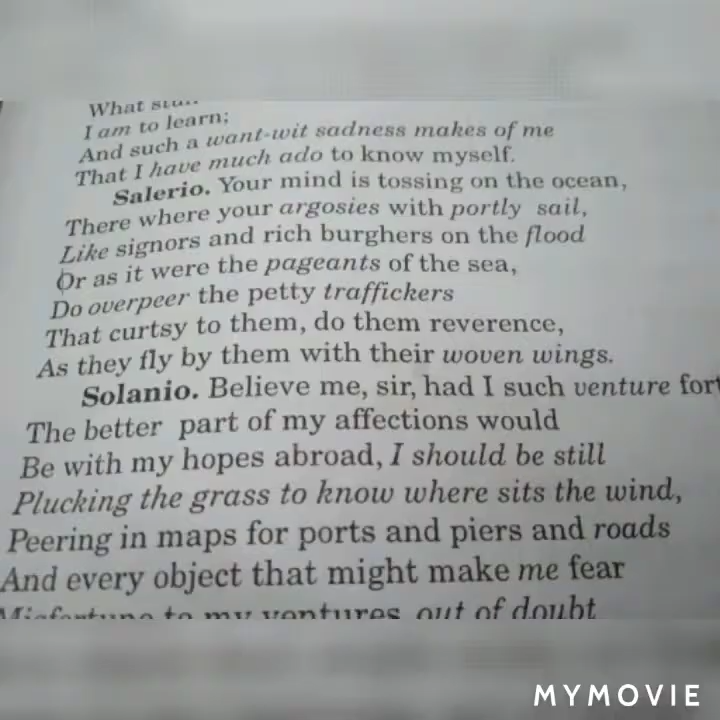 What
I am to learn;
And such a want-wit sadness makes of me
That I have much ado to know myself.
Salerio. Your mind is tossing on the ocean,
There where your argosies with portly sail,
Like signors and rich burghers on the flood
Or as it were the pageants of the sea,
Do overpeer the petty traffickers
That curtsy to them, do them reverence,
As they fly by them with their woven wings.
Solanio. Believe me, sir, had I such venture fort
The better part of my affections would
Be with my hopes abroad, I should be still
Plucking the grass to know where sits the wind,
Peering in maps for ports and piers and roads
And every object that might make me fear
Misfortune to my ventures, out of doubt
MYMOVIE